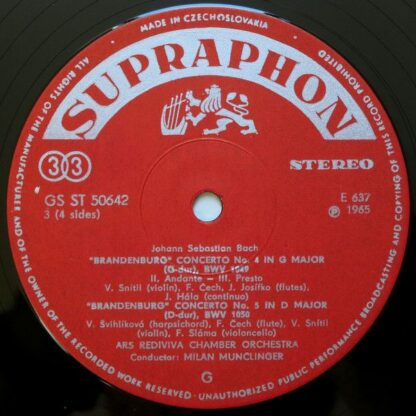 MADE IN CZECHOSLOVAKIA
ALL RIGHTS OF THE MANUFACTURER AND OF THE OWNER OF THE RECORDED WORK RESERVED · UNAUTHORIZED PUBLIC PERFORMANCE BROADCASTING AND COPYING OF THIS RECORD PROHIBITED
SUPRAPHON
33
STEREO
GS ST 50642
3 (4 sides)
E 637
℗ 1965
Johann Sebastian Bach
"BRANDENBURG" CONCERTO No. 4 IN G MAJOR
(G-dur), BWV 1049
II. Andante — III. Presto
V. Snítil (violin), F. Čech, J. Josífko (flutes),
J. Hála (continuo)
"BRANDENBURG" CONCERTO No. 5 IN D MAJOR
(D-dur), BWV 1050
V. Švihlíková (harpsichord), F. Čech (flute), V. Snítil
(violin), F. Sláma (violoncello)
ARS REDIVIVA CHAMBER ORCHESTRA
Conductor: MILAN MUNCLINGER
G